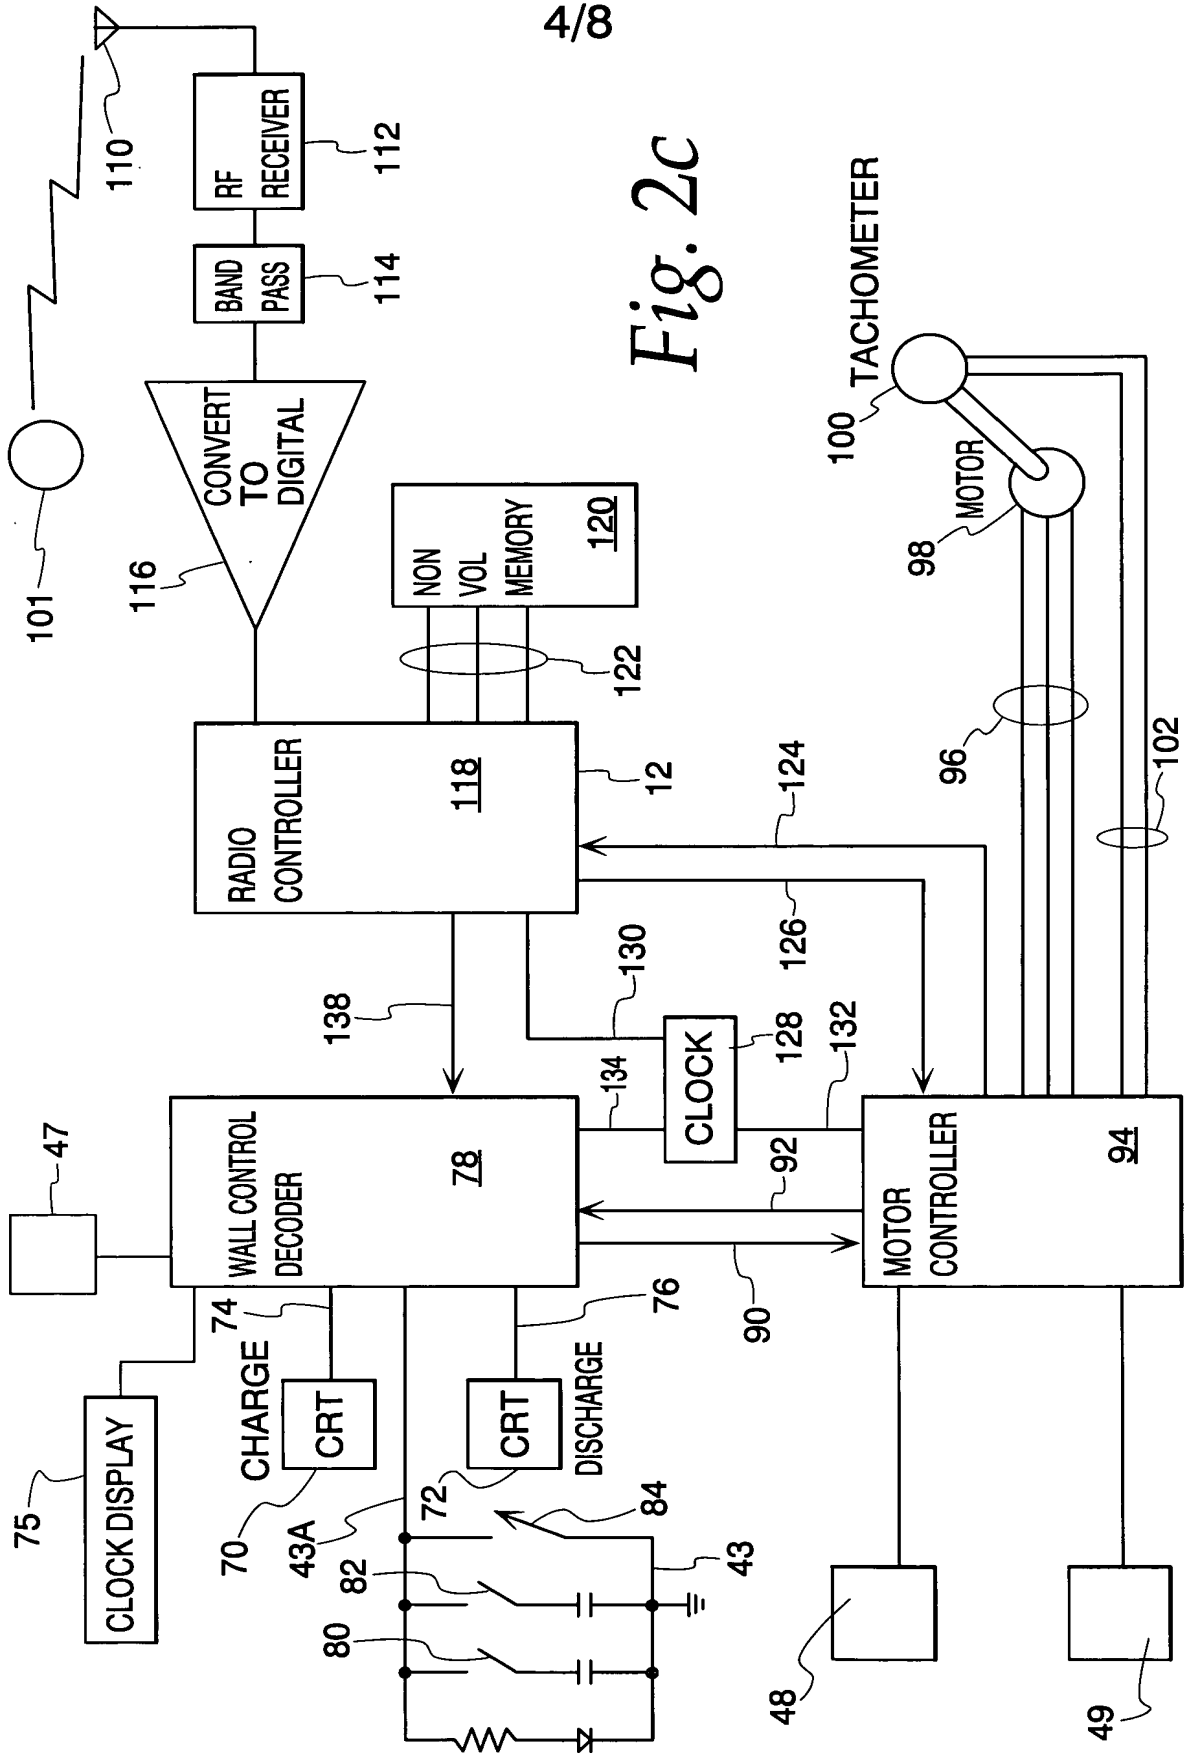 4/8
110
RF
RECEIVER
112
BAND
PASS
114
CONVERT
TO
DIGITAL
116
101
NON
VOL
MEMORY
120
122
RADIO
CONTROLLER
118
12
124
126
138
130
CLOCK
128
134
132
47
WALL CONTROL
DECODER
78
92
90
MOTOR
CONTROLLER
94
96
102
MOTOR
98
TACHOMETER
100
Fig. 2c
CLOCK DISPLAY
75
74
CHARGE
CRT
70
76
CRT
DISCHARGE
72
43A
84
82
80
43
48
49